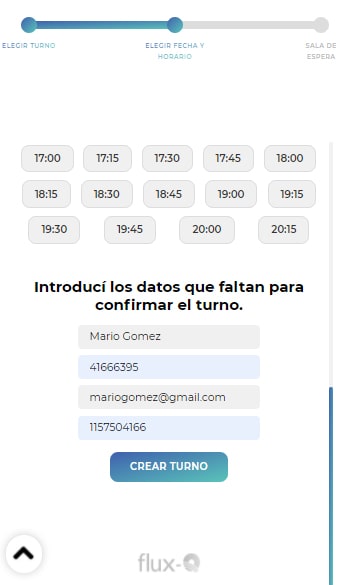 ELEGIR TURNO
ELEGIR FECHA Y
HORARIO
SALA DE
ESPERA
17:00 17:15 17:30 17:45 18:00
18:15 18:30 18:45 19:00 19:15
19:30 19:45 20:00 20:15
Introducí los datos que faltan para
confirmar el turno.
Mario Gomez
41666395
mariogomez@gmail.com
1157504166
CREAR TURNO
flux-Q